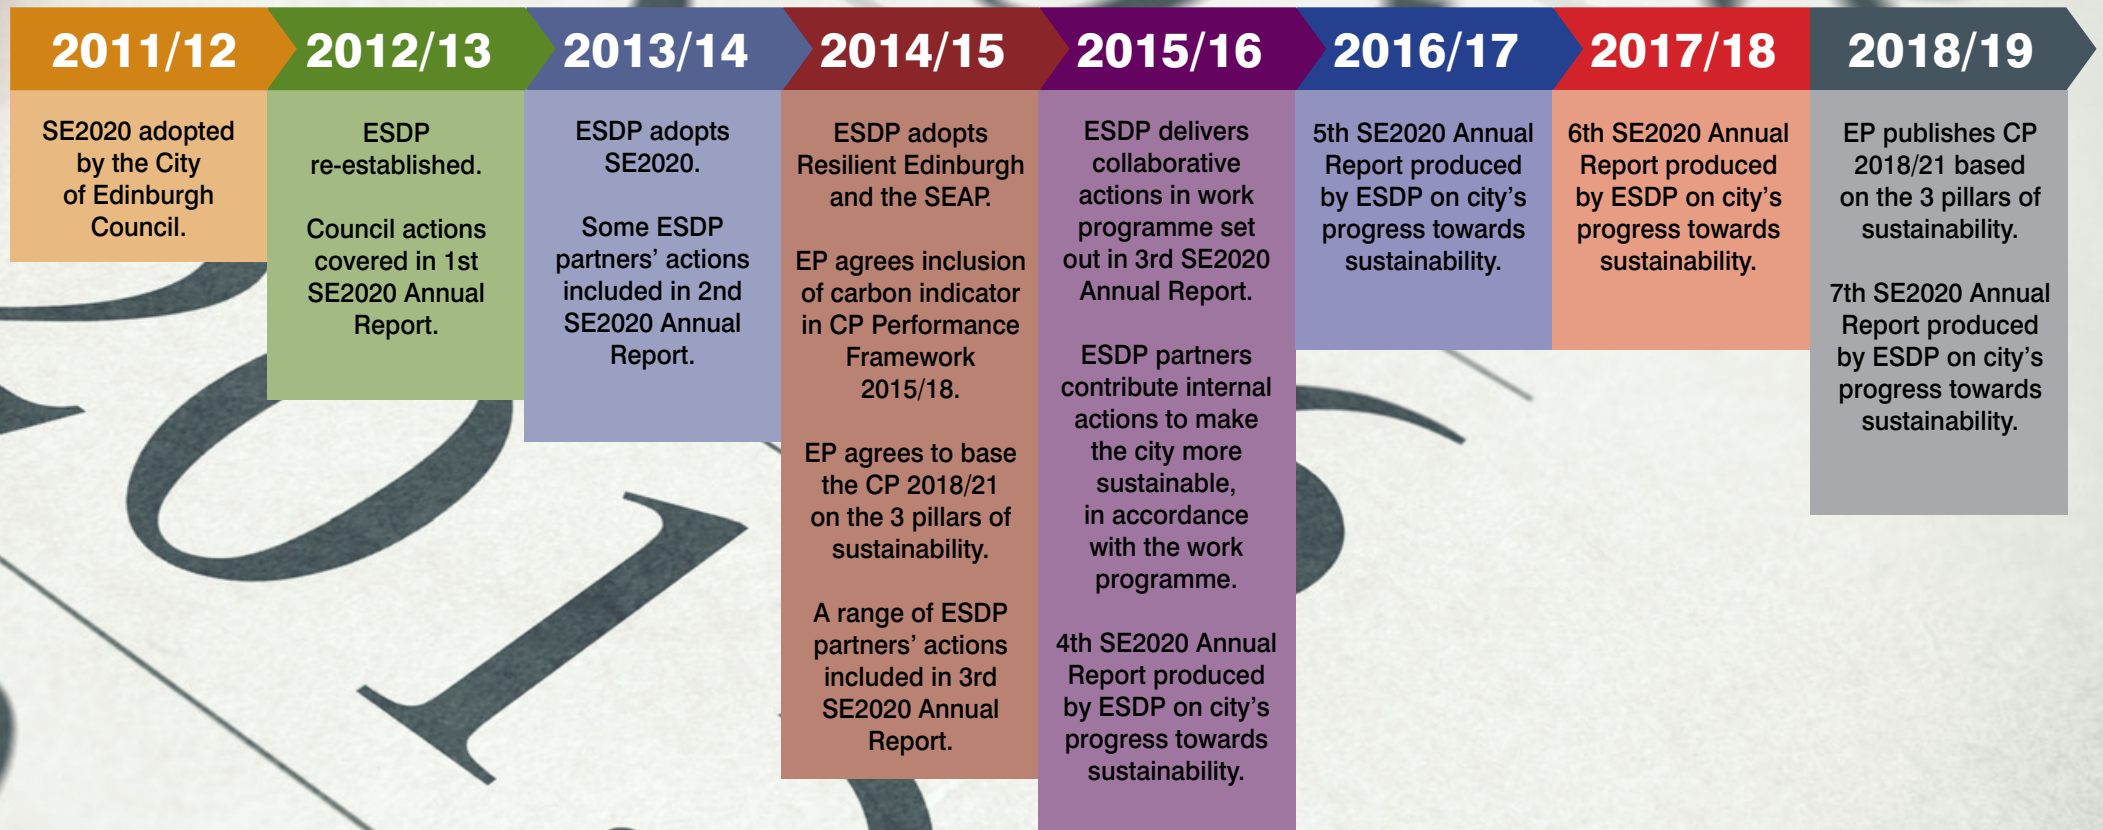 2011/12
SE2020 adopted
by the City
of Edinburgh
Council.
2012/13
ESDP
re-established.
Council actions
covered in 1st
SE2020 Annual
Report.
2013/14
ESDP adopts
SE2020.
Some ESDP
partners’ actions
included in 2nd
SE2020 Annual
Report.
2014/15
ESDP adopts
Resilient Edinburgh
and the SEAP.
EP agrees inclusion
of carbon indicator
in CP Performance
Framework
2015/18.
EP agrees to base
the CP 2018/21
on the 3 pillars of
sustainability.
A range of ESDP
partners’ actions
included in 3rd
SE2020 Annual
Report.
2015/16
ESDP delivers
collaborative
actions in work
programme set
out in 3rd SE2020
Annual Report.
ESDP partners
contribute internal
actions to make
the city more
sustainable,
in accordance
with the work
programme.
4th SE2020 Annual
Report produced
by ESDP on city’s
progress towards
sustainability.
2016/17
5th SE2020 Annual
Report produced
by ESDP on city’s
progress towards
sustainability.
2017/18
6th SE2020 Annual
Report produced
by ESDP on city’s
progress towards
sustainability.
2018/19
EP publishes CP
2018/21 based
on the 3 pillars of
sustainability.
7th SE2020 Annual
Report produced
by ESDP on city’s
progress towards
sustainability.